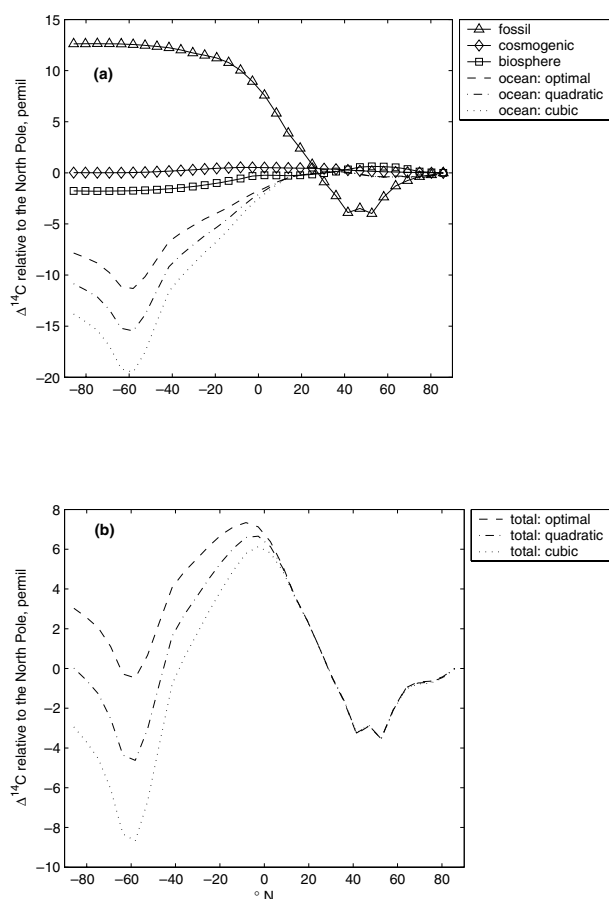 (a)
fossil
cosmogenic
biosphere
ocean: optimal
ocean: quadratic
ocean: cubic
Δ¹⁴C relative to the North Pole, permil
15
10
5
0
−5
−10
−15
−20
−80 −60 −40 −20 0 20 40 60 80
(b)
total: optimal
total: quadratic
total: cubic
Δ¹⁴C relative to the North Pole, permil
8
6
4
2
0
−2
−4
−6
−8
−10
−80 −60 −40 −20 0 20 40 60 80
° N